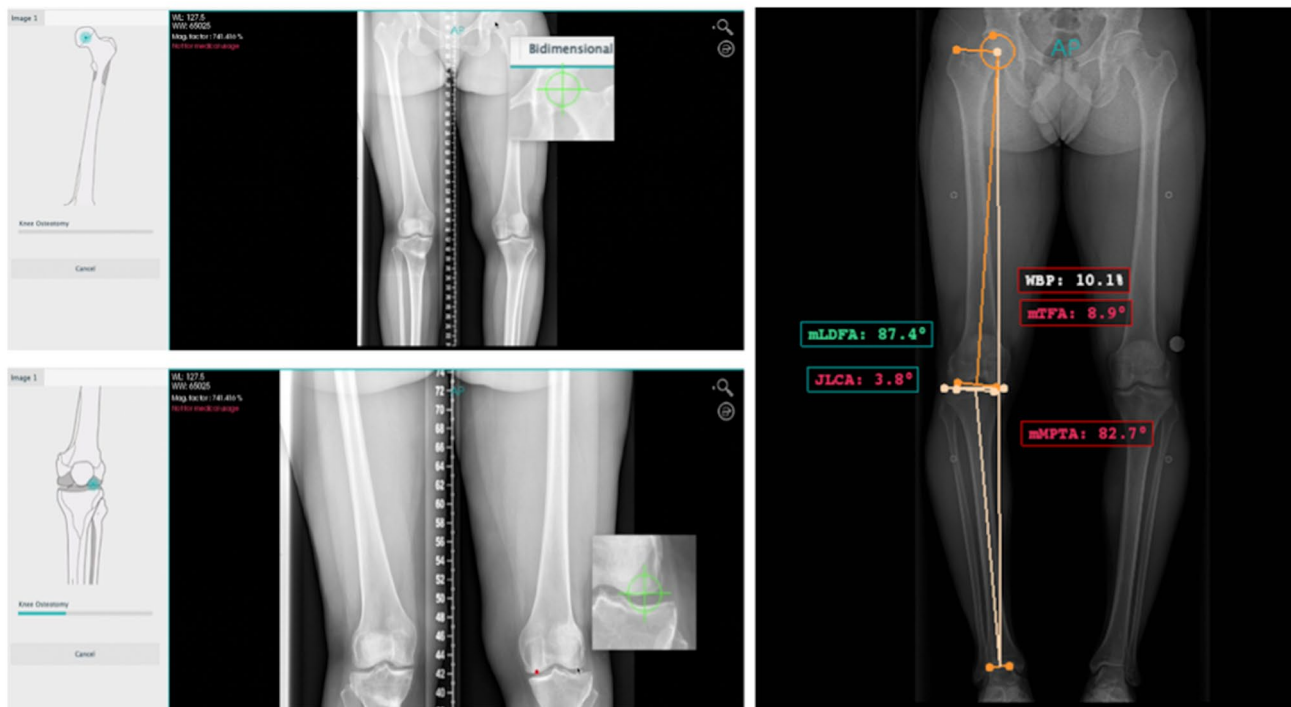 Image 1
WL: 127.5
WW: 65025
Mag. factor: 741.416 %
Not for medical usage
AP
Bidimensional
Knee Osteotomy
Cancel
Image 1
WL: 127.5
WW: 65025
Mag. factor: 741.416 %
Not for medical usage
74
72
70
68
66
64
62
60
58
56
54
52
50
48
46
44
42
40
Knee Osteotomy
Cancel
AP
WBP: 10.1%
mTFA: 8.9°
mLDFA: 87.4°
JLCA: 3.8°
mMPTA: 82.7°